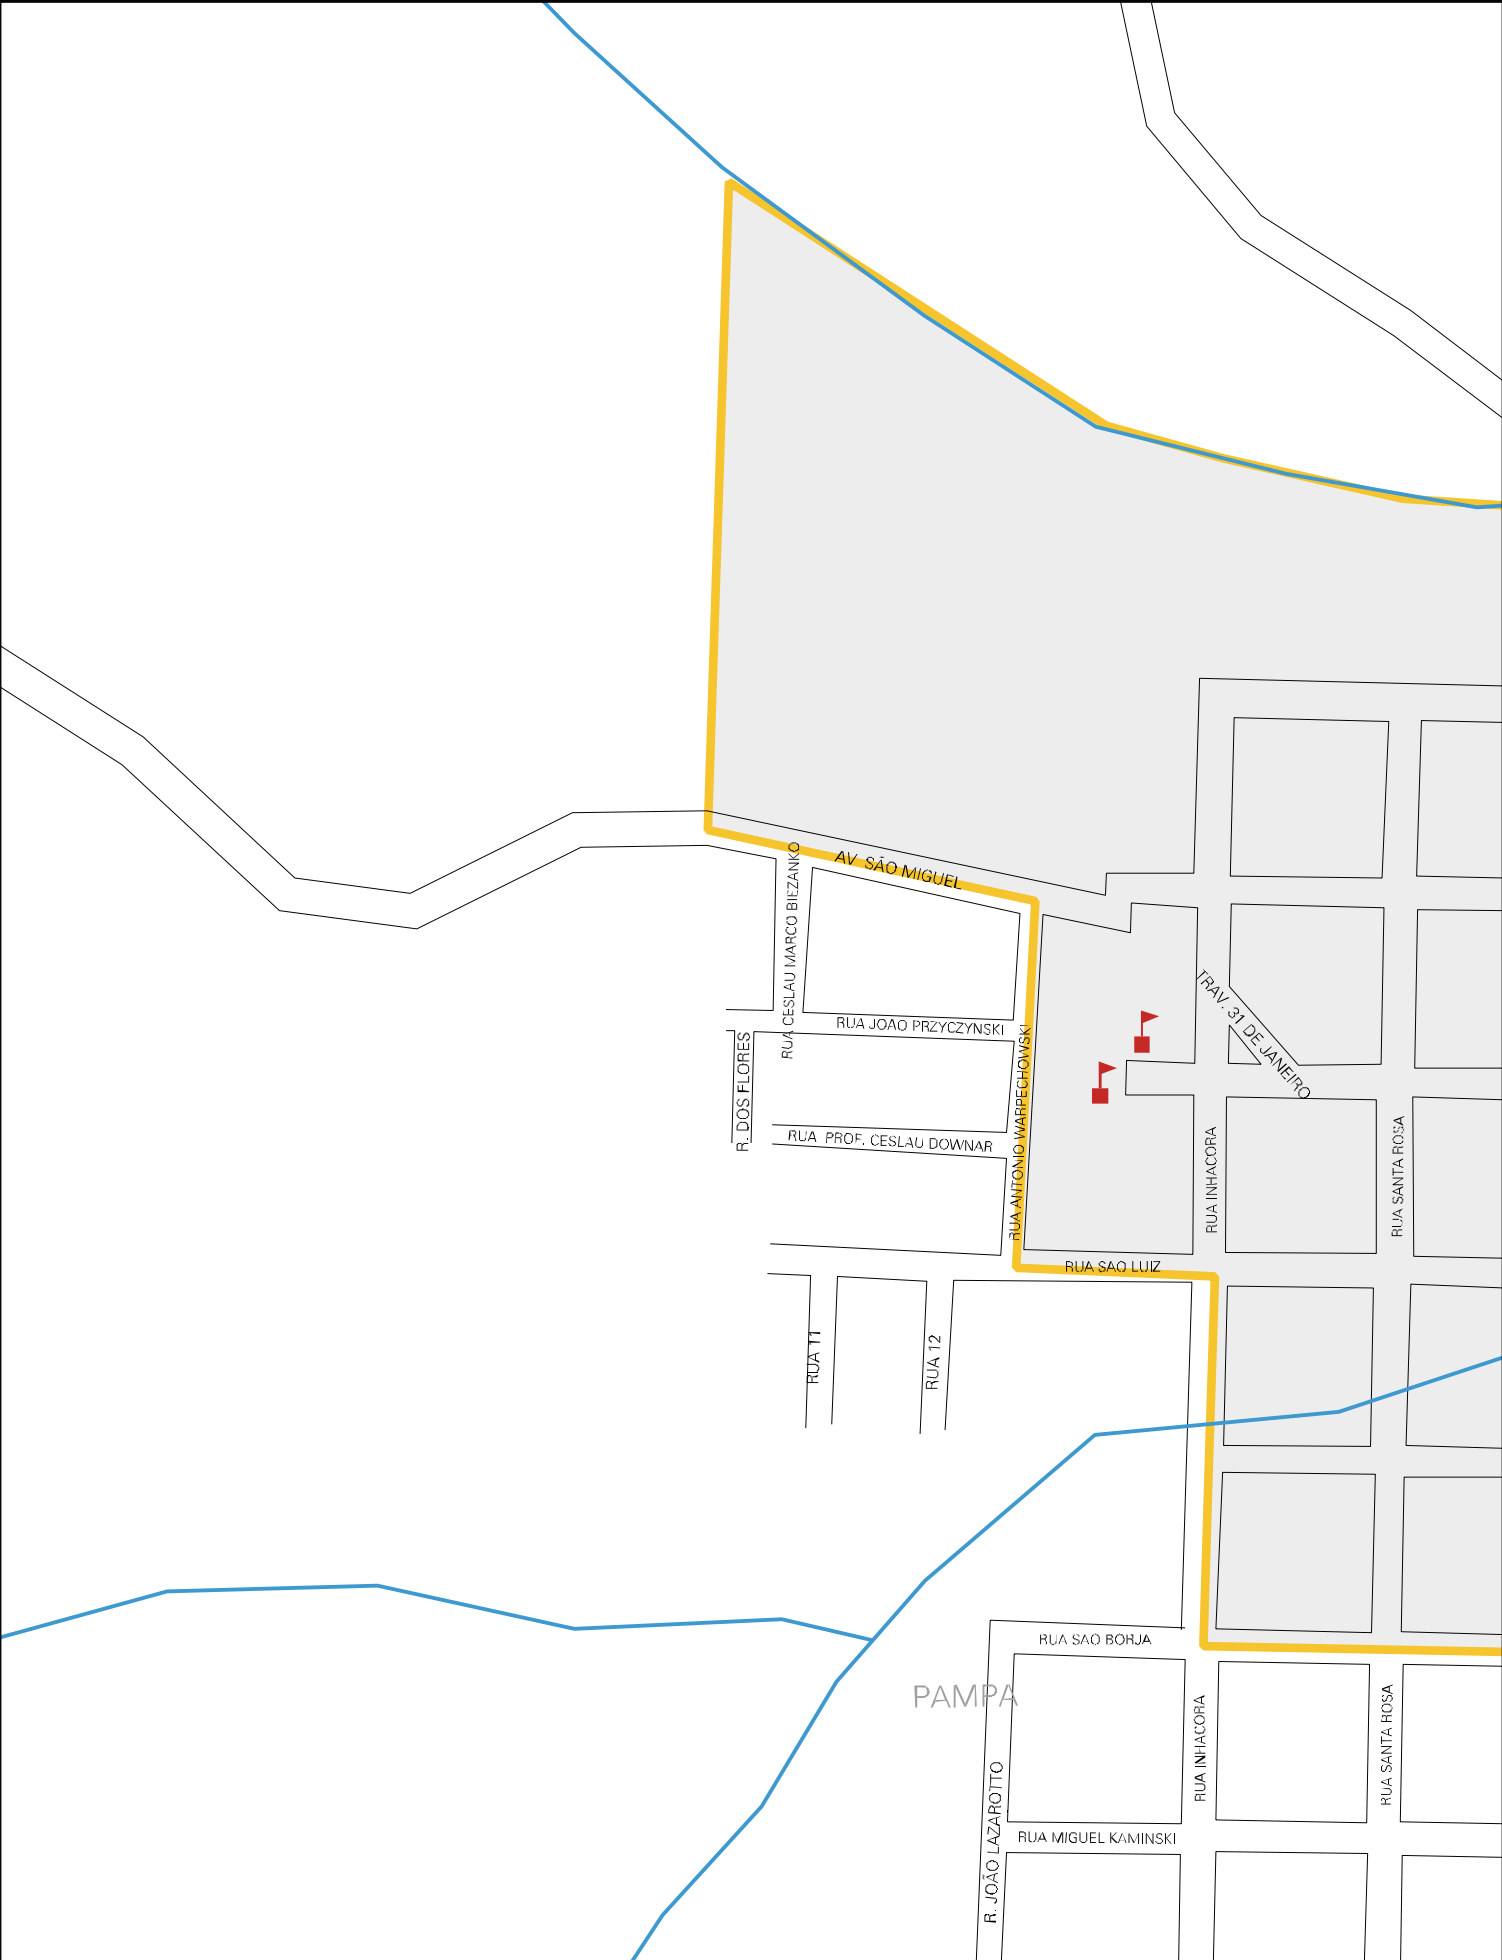 RUA CESLAU MARCO BIEZANKO
AV. SÃO MIGUEL
RUA JOAO PRZYCZYNSKI
R. DOS FLORES
RUA ANTONIO WARPECHOWSKI
TRAV. 31 DE JANEIRO
RUA PROF. CESLAU DOWNAR
RUA INHACORA
RUA SANTA ROSA
RUA SAO LUIZ
RUA 11
RUA 12
RUA SAO BORJA
PAMPA
RUA INHACORA
RUA SANTA ROSA
R. JOÃO LAZAROTTO
RUA MIGUEL KAMINSKI